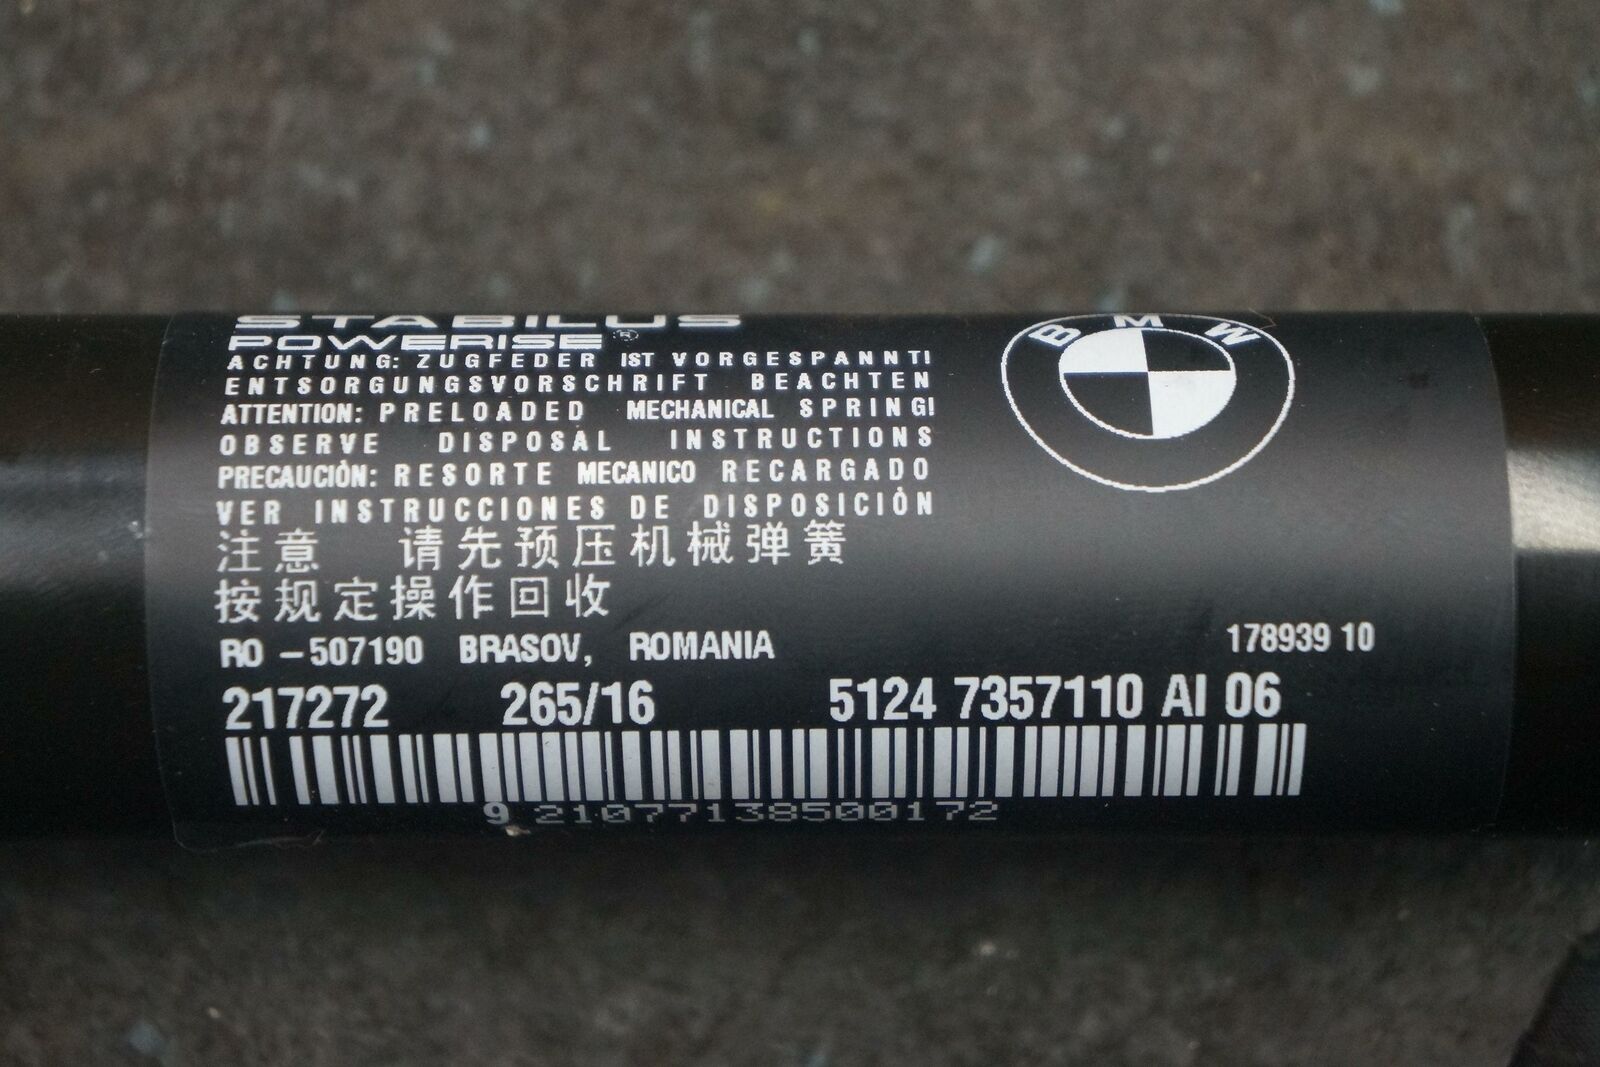 STABILUS
POWERISE®
ACHTUNG: ZUGFEDER IST VORGESPANNT!
ENTSORGUNGSVORSCHRIFT BEACHTEN
ATTENTION: PRELOADED MECHANICAL SPRING!
OBSERVE DISPOSAL INSTRUCTIONS
PRECAUCIÓN: RESORTE MECANICO RECARGADO
VER INSTRUCCIONES DE DISPOSICIÓN
注意 请先预压机械弹簧
按规定操作回收
BMW
RO -507190 BRASOV, ROMANIA
178939 10
217272 265/16 5124 7357110 AI 06
9 21077138500172